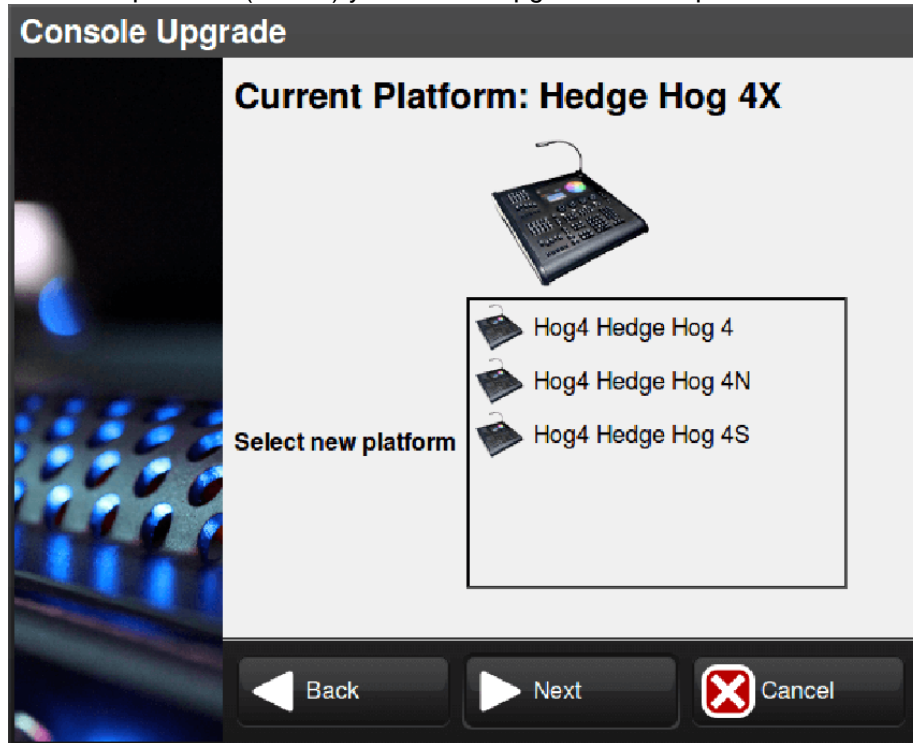 Console Upgrade
Current Platform: Hedge Hog 4X
Hog4 Hedge Hog 4
Hog4 Hedge Hog 4N
Select new platform
Hog4 Hedge Hog 4S
Back
Next
Cancel